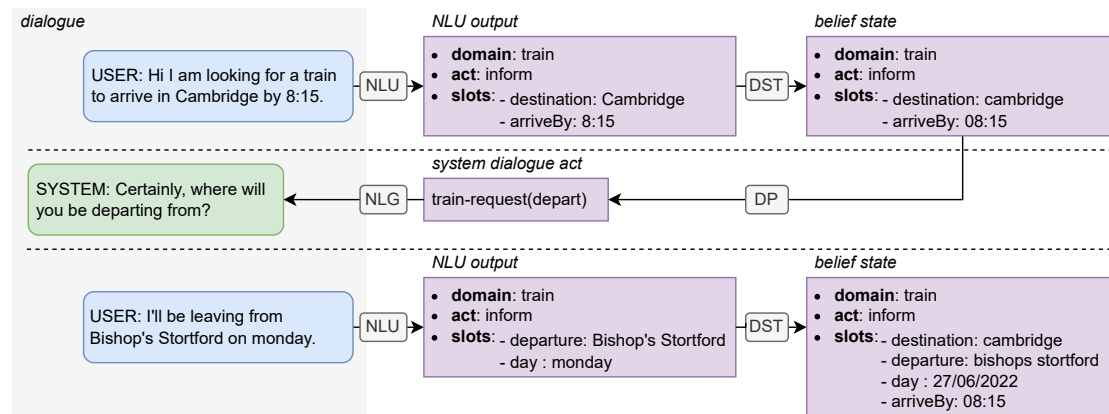 dialogue
NLU output
belief state
USER: Hi I am looking for a train
to arrive in Cambridge by 8:15.
NLU
• domain: train
• act: inform
• slots: - destination: Cambridge
- arriveBy: 8:15
DST
• domain: train
• act: inform
• slots: - destination: cambridge
- arriveBy: 08:15
system dialogue act
SYSTEM: Certainly, where will
you be departing from?
NLG
train-request(depart)
DP
NLU output
belief state
USER: I'll be leaving from
Bishop's Stortford on monday.
NLU
• domain: train
• act: inform
• slots: - departure: Bishop's Stortford
- day : monday
DST
• domain: train
• act: inform
• slots: - destination: cambridge
- departure: bishops stortford
- day : 27/06/2022
- arriveBy: 08:15